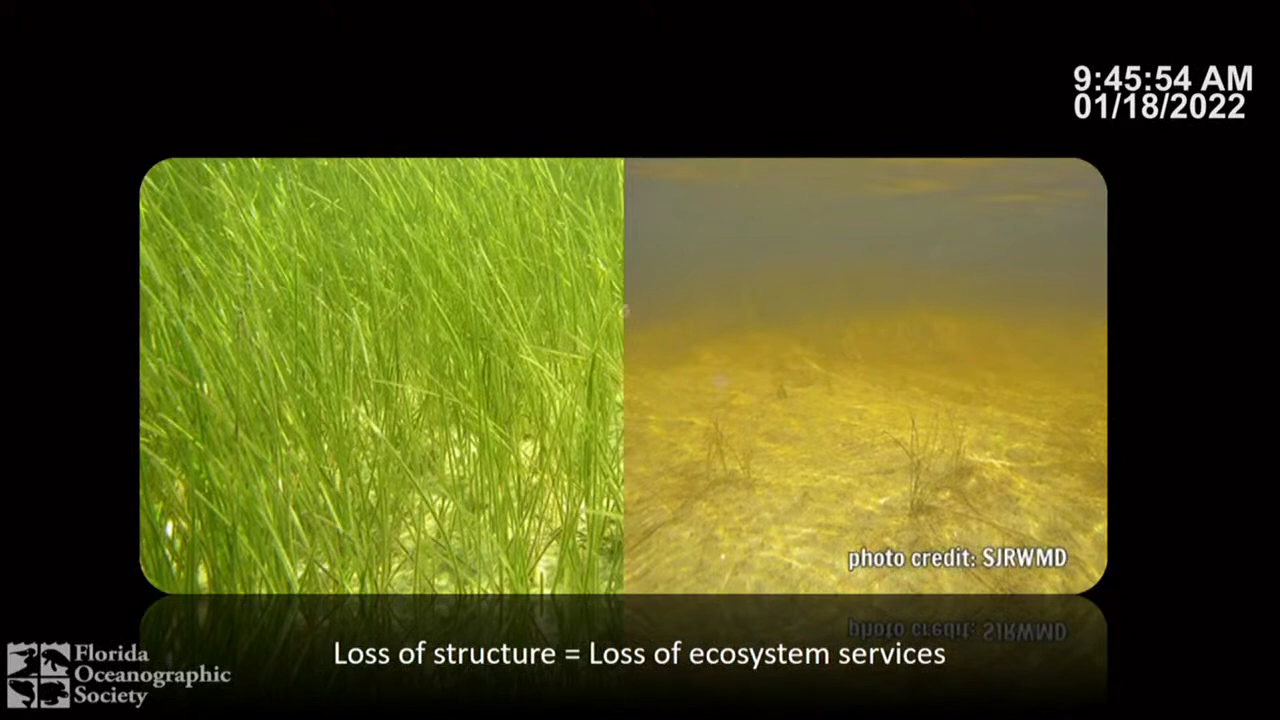 9:45:54 AM
01/18/2022
photo credit: SJRWMD
Loss of structure = Loss of ecosystem services
Florida
Oceanographic
Society